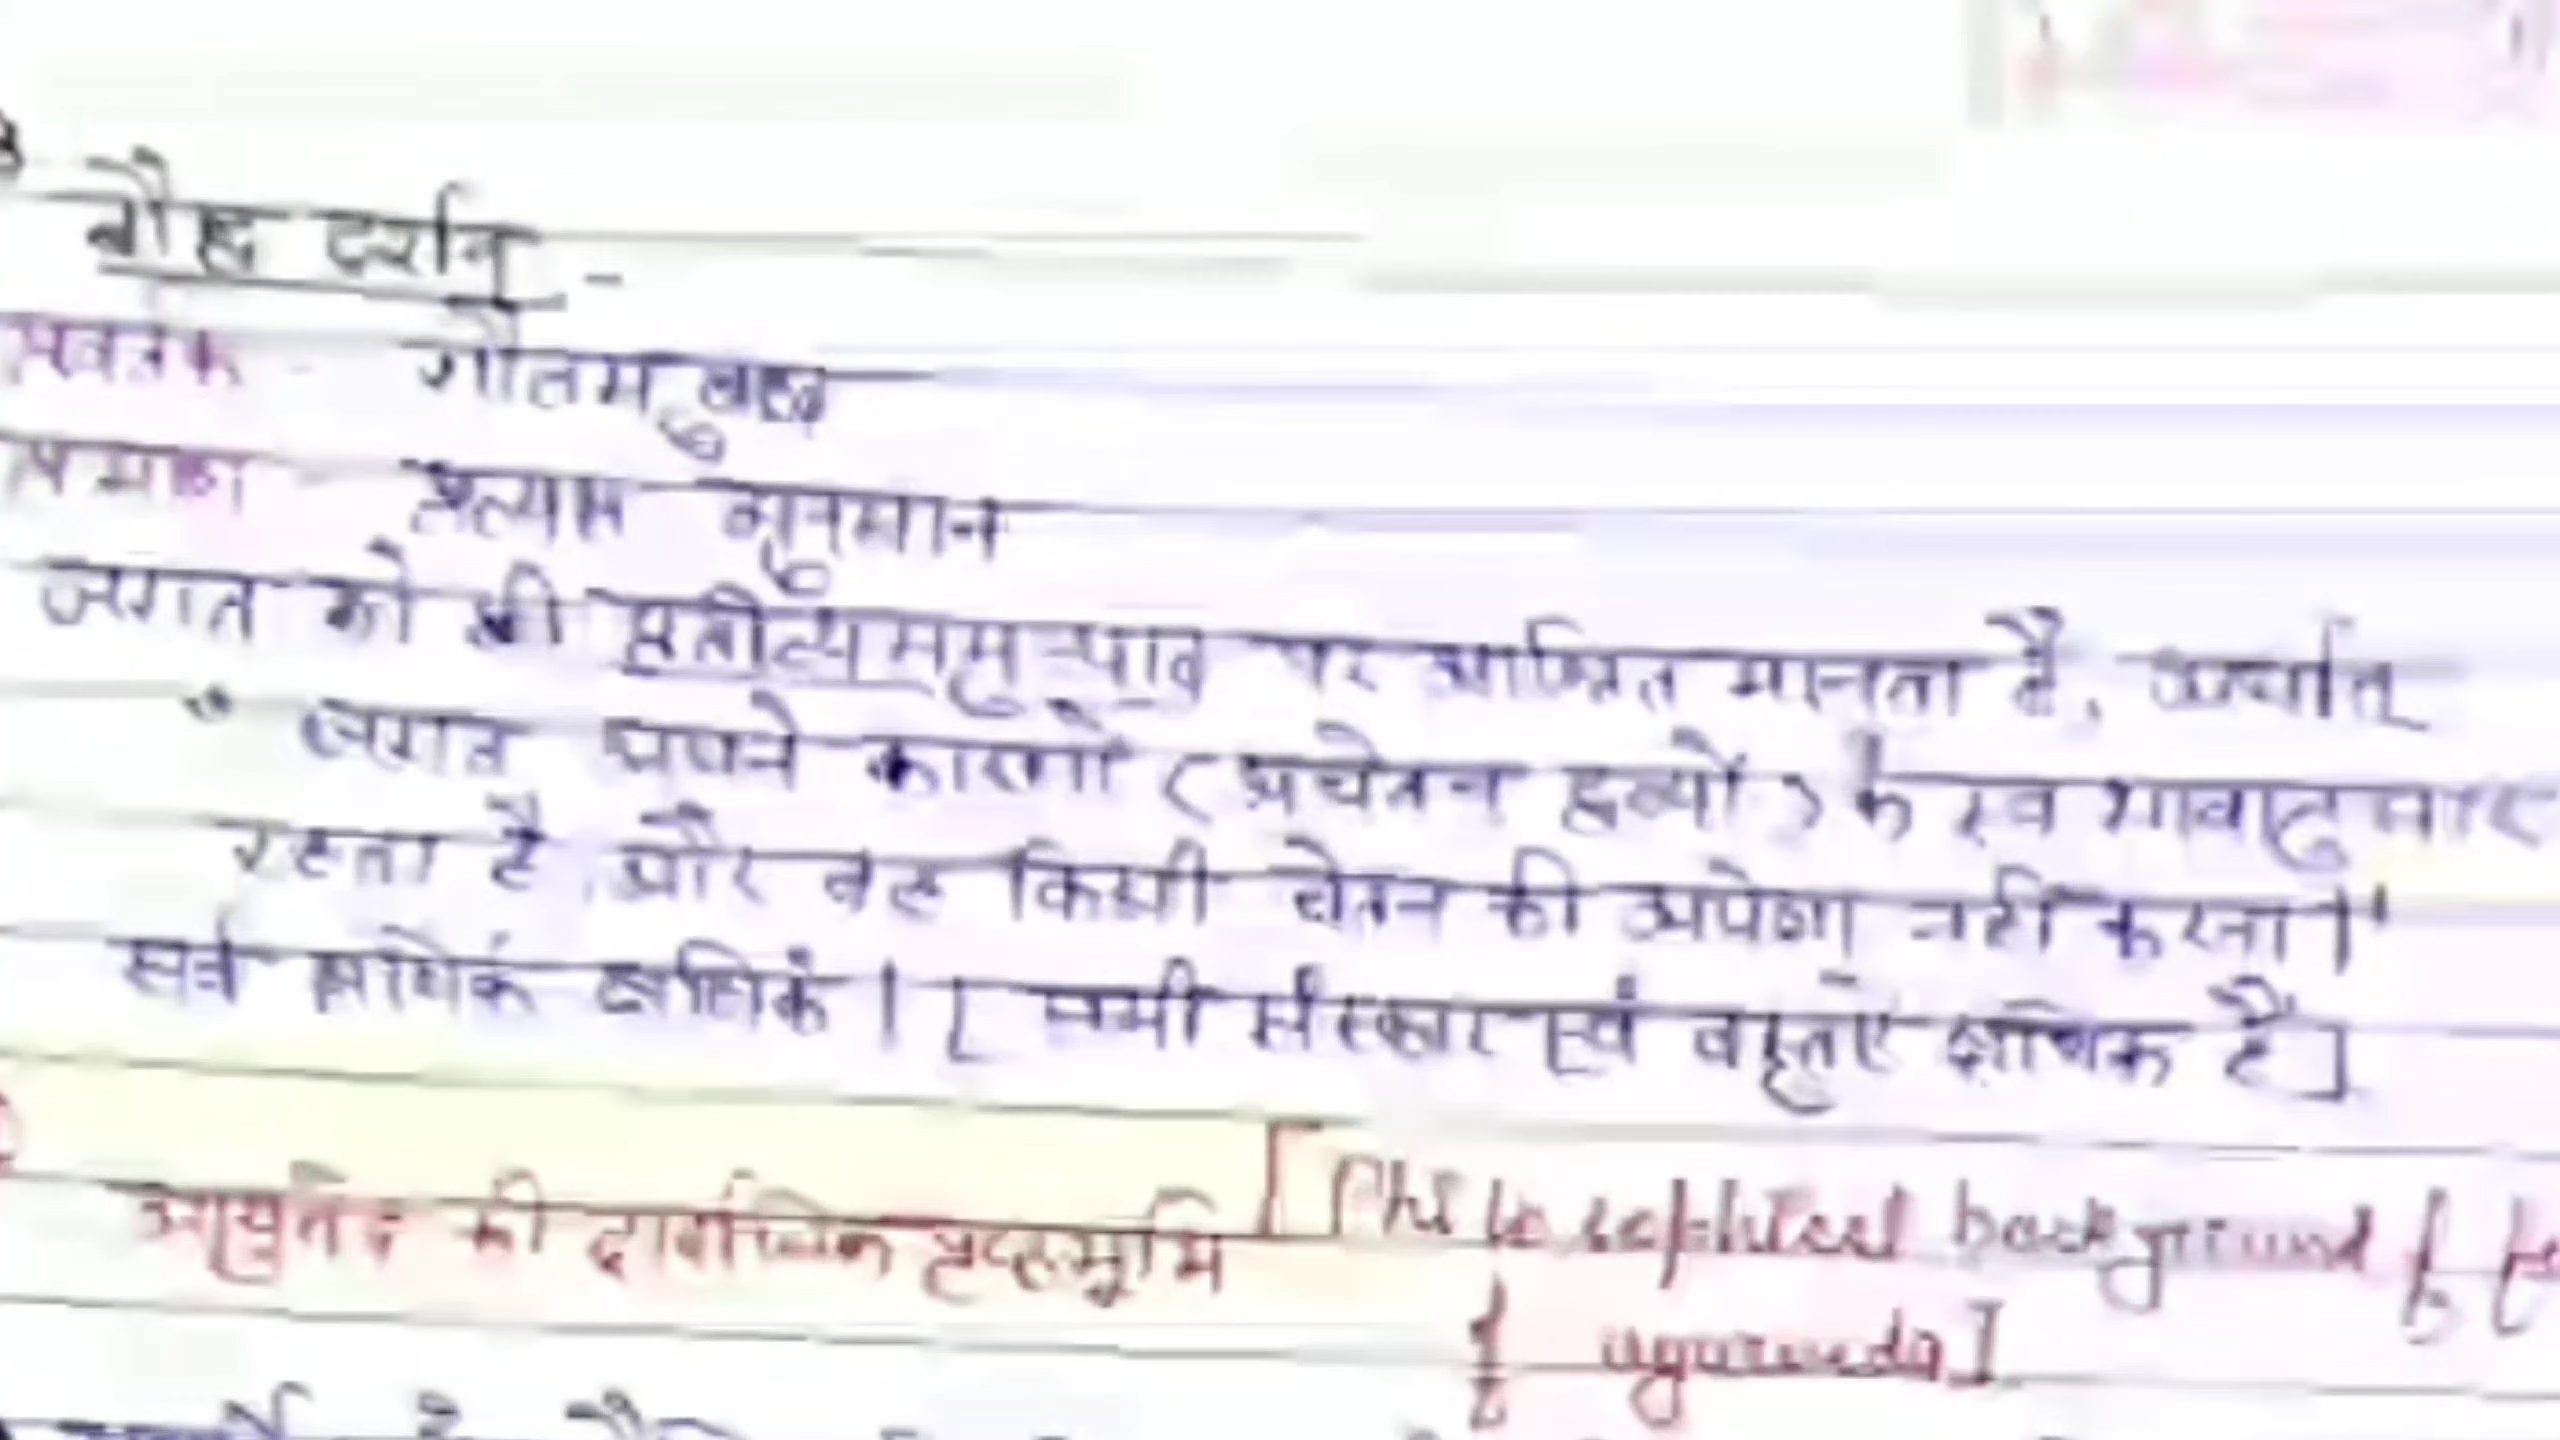 बौद्ध दर्शन -
प्रवर्तक - गौतम बुद्ध
प्रमाण - प्रत्यक्ष अनुमान
जगत को भी प्रतीत्यसमुत्पाद पर आश्रित मानता है, अर्थात्
" जगत अपने कारणों (अचेतन द्रव्यों) के स्वभावानुसार
रहता है और वह किसी चेतन की अपेक्षा नहीं करता।"
सर्व क्षणिकं क्षणिकं । [ सभी संस्कार एवं वस्तुएं क्षणिक है]
आयुर्वेद की दार्शनिक पृष्ठभूमि [Philosophical background of
of ayurveda]